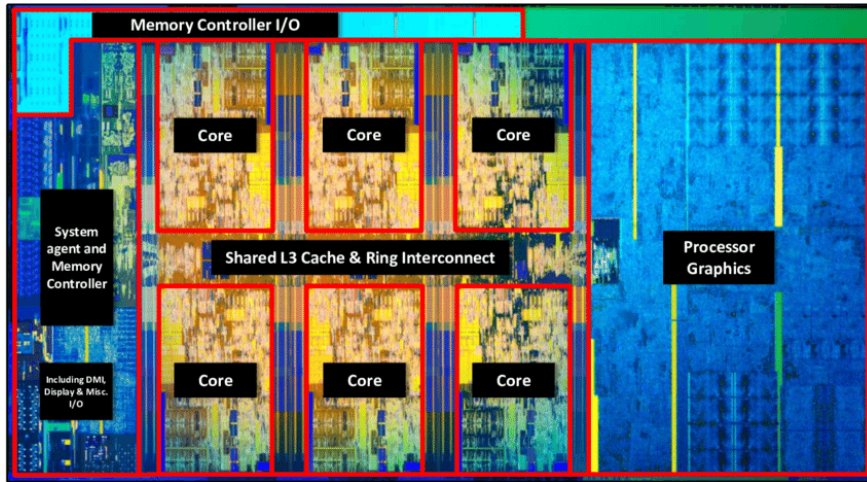 Memory Controller I/O
Core
Core
Core
System
agent and
Memory
Controller
Shared L3 Cache & Ring Interconnect
Processor
Graphics
Including DMI,
Display & Misc.
I/O
Core
Core
Core